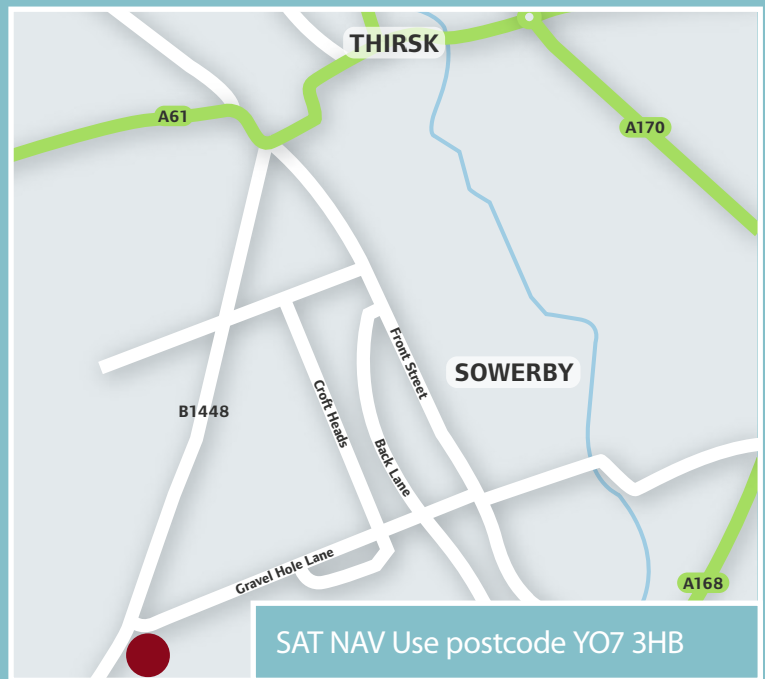 THIRSK
A61
A170
Front Street
SOWERBY
Croft Heads
B1448
Back Lane
Gravel Hole Lane
A168
SAT NAV Use postcode YO7 3HB